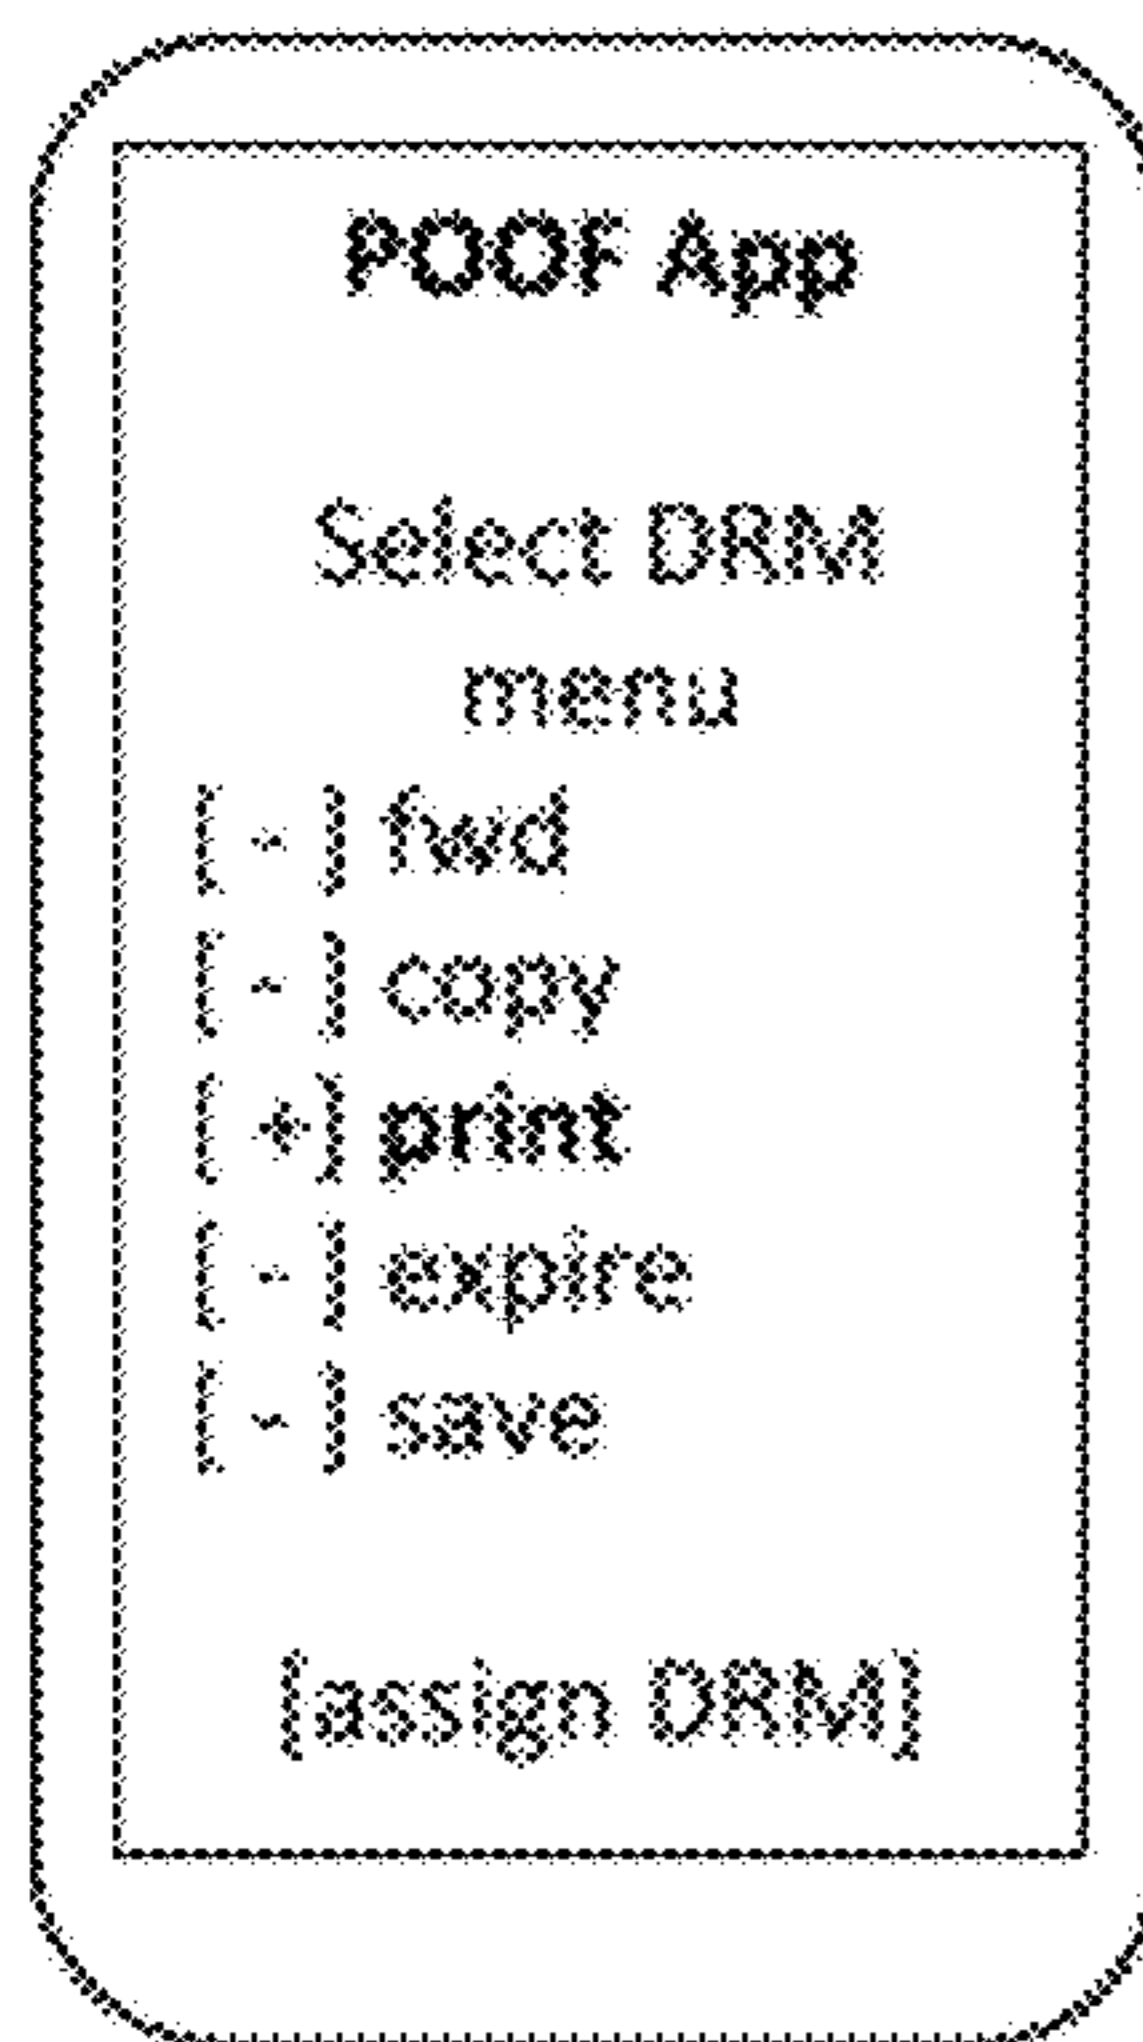 POOF App
Select DRM
menu
[ - ] fwd
[ - ] copy
[ +] print
[ - ] expire
[ - ] save
[assign DRM]